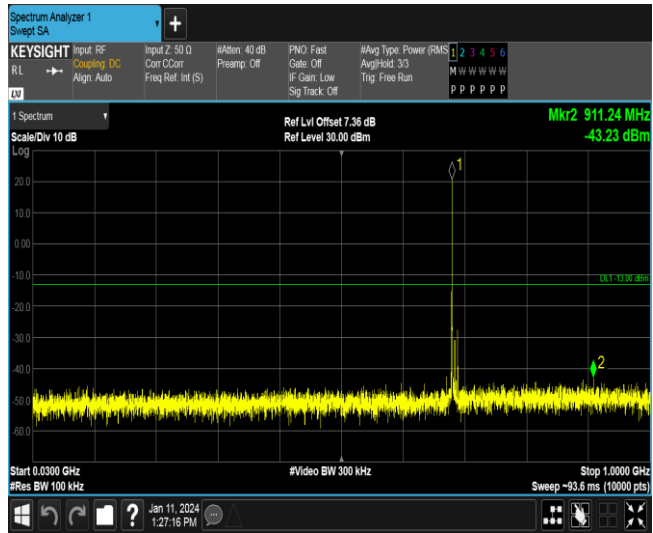 Spectrum Analyzer 1
Swept SA
+
KEYSIGHT
RL
LXI
Input: RF
Coupling: DC
Align: Auto
Input Z: 50 Ω
Corr CCorr
Freq Ref: Int (S)
#Atten: 40 dB
Preamp: Off
PNO: Fast
Gate: Off
IF Gain: Low
Sig Track: Off
#Avg Type: Power (RMS
Avg|Hold: 3/3
Trig: Free Run
1 2 3 4 5 6
M W W W W W
P P P P P P
1 Spectrum
Scale/Div 10 dB
Log
Ref Lvl Offset 7.36 dB
Ref Level 30.00 dBm
Mkr2 911.24 MHz
-43.23 dBm
1
20.0
10.0
0.00
-10.0
DL1 -13.00 dBm
-20.0
-30.0
-40.0
2
-50.0
-60.0
Start 0.0300 GHz
#Video BW 300 kHz
Stop 1.0000 GHz
#Res BW 100 kHz
Sweep ~93.6 ms (10000 pts)
?
Jan 11, 2024
1:27:16 PM